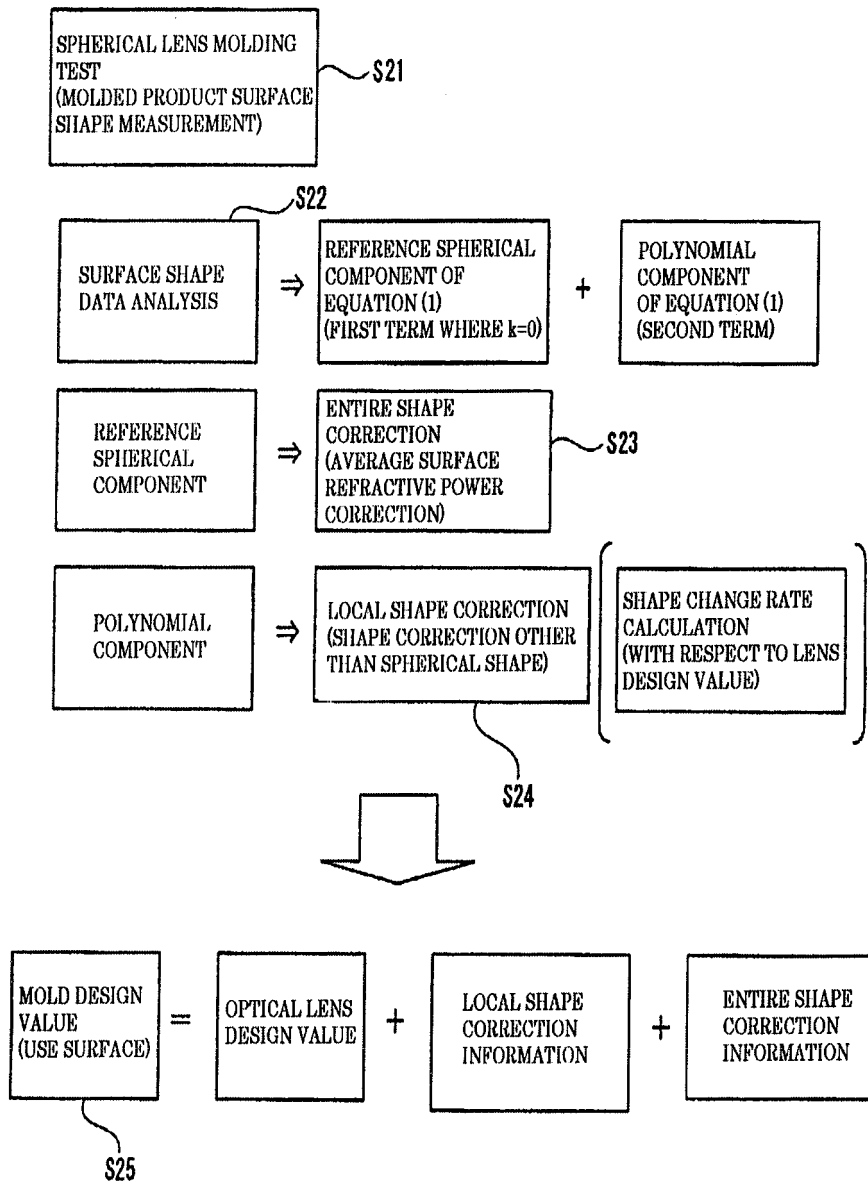 SPHERICAL LENS MOLDING
TEST
(MOLDED PRODUCT SURFACE
SHAPE MEASUREMENT)
S21
S22
SURFACE SHAPE
DATA ANALYSIS
⇒
REFERENCE SPHERICAL
COMPONENT OF
EQUATION (1)
(FIRST TERM WHERE k=0)
+
POLYNOMIAL
COMPONENT
OF EQUATION (1)
(SECOND TERM)
REFERENCE
SPHERICAL
COMPONENT
⇒
ENTIRE SHAPE
CORRECTION
(AVERAGE SURFACE
REFRACTIVE POWER
CORRECTION)
S23
POLYNOMIAL
COMPONENT
⇒
LOCAL SHAPE CORRECTION
(SHAPE CORRECTION OTHER
THAN SPHERICAL SHAPE)
S24
SHAPE CHANGE RATE
CALCULATION
(WITH RESPECT TO LENS
DESIGN VALUE)
MOLD DESIGN
VALUE
(USE SURFACE)
S25
=
OPTICAL LENS
DESIGN VALUE
+
LOCAL SHAPE
CORRECTION
INFORMATION
+
ENTIRE SHAPE
CORRECTION
INFORMATION